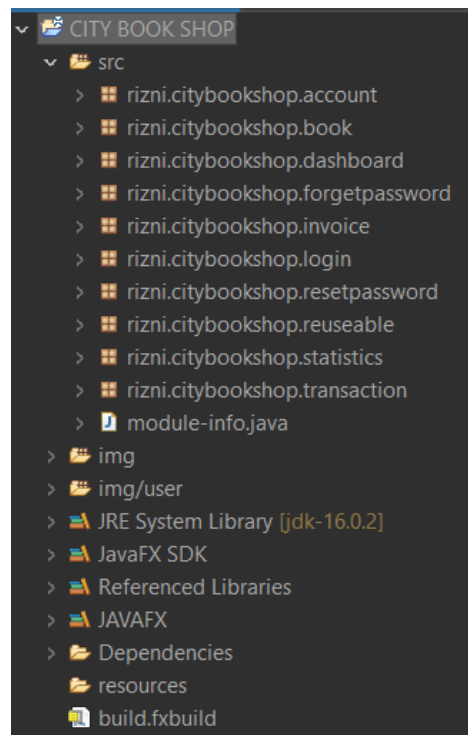 CITY BOOK SHOP
src
rizni.citybookshop.account
rizni.citybookshop.book
rizni.citybookshop.dashboard
rizni.citybookshop.forgetpassword
rizni.citybookshop.invoice
rizni.citybookshop.login
rizni.citybookshop.resetpassword
rizni.citybookshop.reuseable
rizni.citybookshop.statistics
rizni.citybookshop.transaction
module-info.java
img
img/user
JRE System Library [jdk-16.0.2]
JavaFX SDK
Referenced Libraries
JAVAFX
Dependencies
resources
build.fxbuild